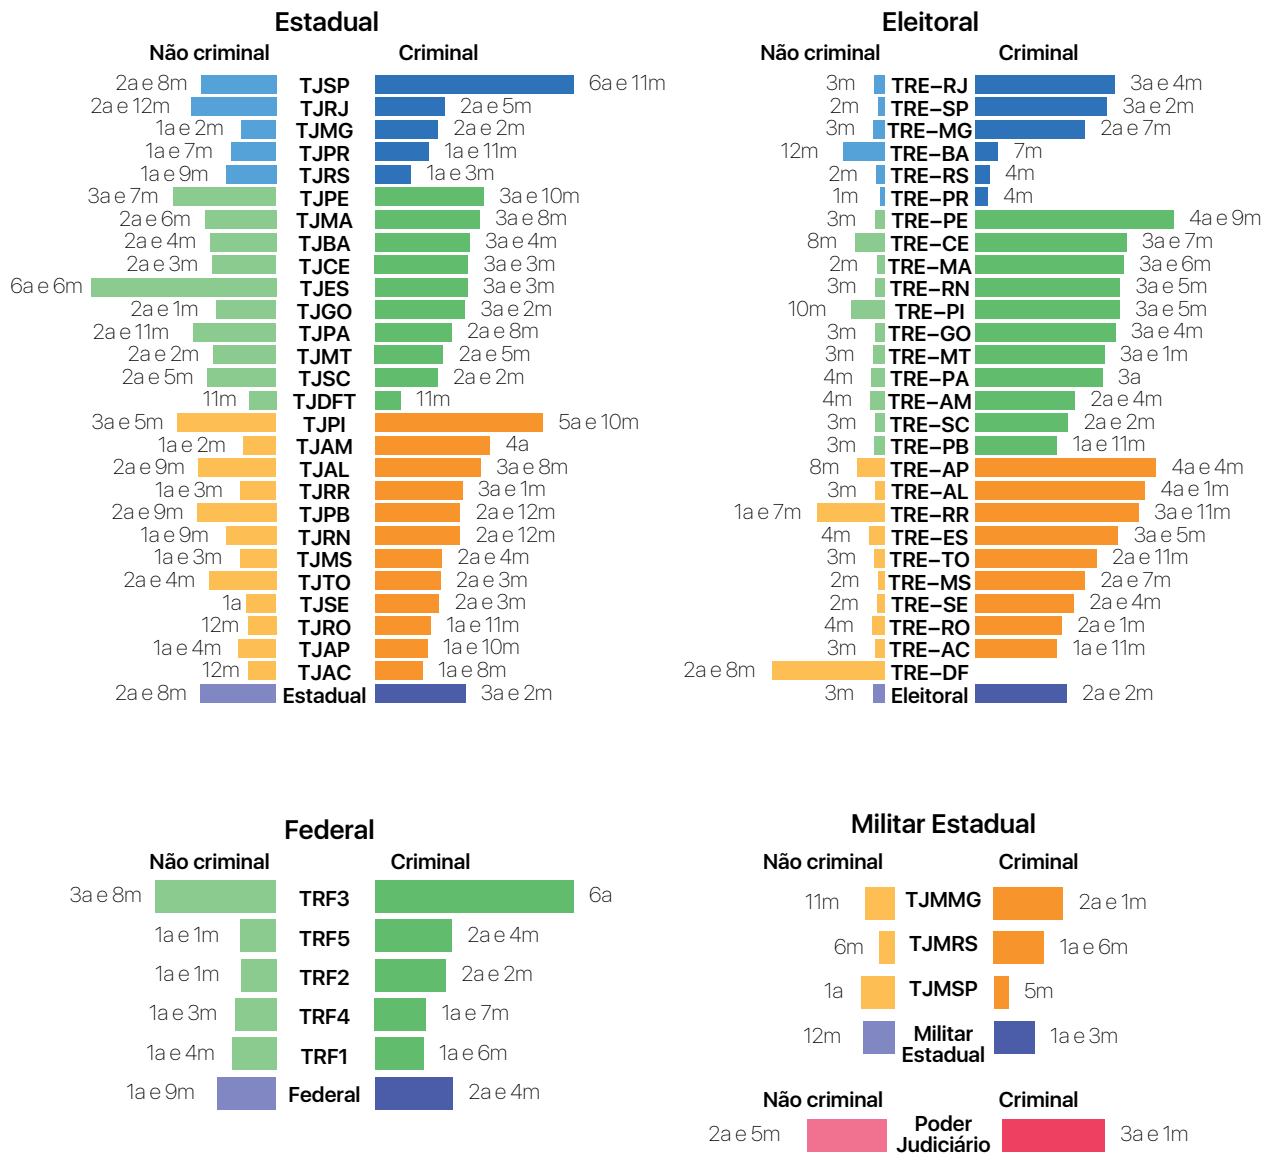 Estadual
Não criminal Criminal
2a e 8m TJSP 6a e 11m
2a e 12m TJRJ 2a e 5m
1a e 2m TJMG 2a e 2m
1a e 7m TJPR 1a e 11m
1a e 9m TJRS 1a e 3m
3a e 7m TJPE 3a e 10m
2a e 6m TJMA 3a e 8m
2a e 4m TJBA 3a e 4m
2a e 3m TJCE 3a e 3m
6a e 6m TJES 3a e 3m
2a e 1m TJGO 3a e 2m
2a e 11m TJPA 2a e 8m
2a e 2m TJMT 2a e 5m
2a e 5m TJSC 2a e 2m
11m TJDFT 11m
3a e 5m TJPI 5a e 10m
1a e 2m TJAM 4a
2a e 9m TJAL 3a e 8m
1a e 3m TJRR 3a e 1m
2a e 9m TJPB 2a e 12m
1a e 9m TJRN 2a e 12m
1a e 3m TJMS 2a e 4m
2a e 4m TJTO 2a e 3m
1a TJSE 2a e 3m
12m TJRO 1a e 11m
1a e 4m TJAP 1a e 10m
12m TJAC 1a e 8m
2a e 8m Estadual 3a e 2m
Eleitoral
Não criminal Criminal
3m TRE–RJ 3a e 4m
2m TRE–SP 3a e 2m
3m TRE–MG 2a e 7m
12m TRE–BA 7m
2m TRE–RS 4m
1m TRE–PR 4m
3m TRE–PE 4a e 9m
8m TRE–CE 3a e 7m
2m TRE–MA 3a e 6m
3m TRE–RN 3a e 5m
10m TRE–PI 3a e 5m
3m TRE–GO 3a e 4m
3m TRE–MT 3a e 1m
4m TRE–PA 3a
4m TRE–AM 2a e 4m
3m TRE–SC 2a e 2m
3m TRE–PB 1a e 11m
8m TRE–AP 4a e 4m
3m TRE–AL 4a e 1m
1a e 7m TRE–RR 3a e 11m
4m TRE–ES 3a e 5m
3m TRE–TO 2a e 11m
2m TRE–MS 2a e 7m
2m TRE–SE 2a e 4m
4m TRE–RO 2a e 1m
3m TRE–AC 1a e 11m
2a e 8m TRE–DF
3m Eleitoral 2a e 2m
Federal
Não criminal Criminal
3a e 8m TRF3 6a
1a e 1m TRF5 2a e 4m
1a e 1m TRF2 2a e 2m
1a e 3m TRF4 1a e 7m
1a e 4m TRF1 1a e 6m
1a e 9m Federal 2a e 4m
Militar Estadual
Não criminal Criminal
11m TJMMG 2a e 1m
6m TJMRS 1a e 6m
1a TJMSP 5m
12m Militar 1a e 3m
Estadual
Não criminal Criminal
2a e 5m Poder 3a e 1m
Judiciário